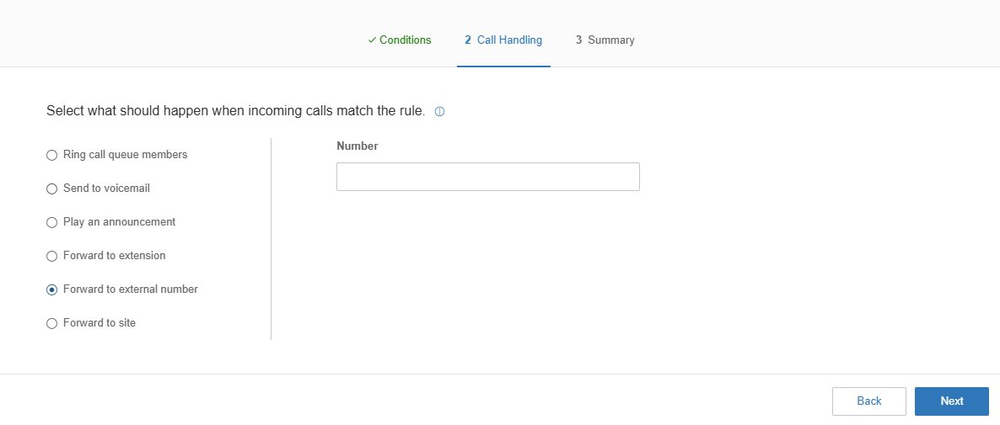 Conditions
2 Call Handling
3 Summary
Select what should happen when incoming calls match the rule.
Ring call queue members
Send to voicemail
Play an announcement
Forward to extension
Forward to external number
Forward to site
Number
Back
Next